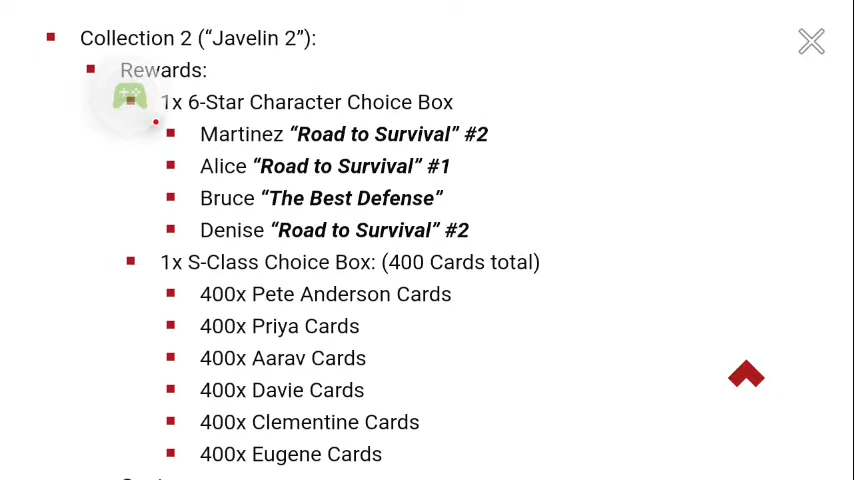 Collection 2 (“Javelin 2”):
Rewards:
1x 6-Star Character Choice Box
Martinez “Road to Survival” #2
Alice “Road to Survival” #1
Bruce “The Best Defense”
Denise “Road to Survival” #2
1x S-Class Choice Box: (400 Cards total)
400x Pete Anderson Cards
400x Priya Cards
400x Aarav Cards
400x Davie Cards
400x Clementine Cards
400x Eugene Cards